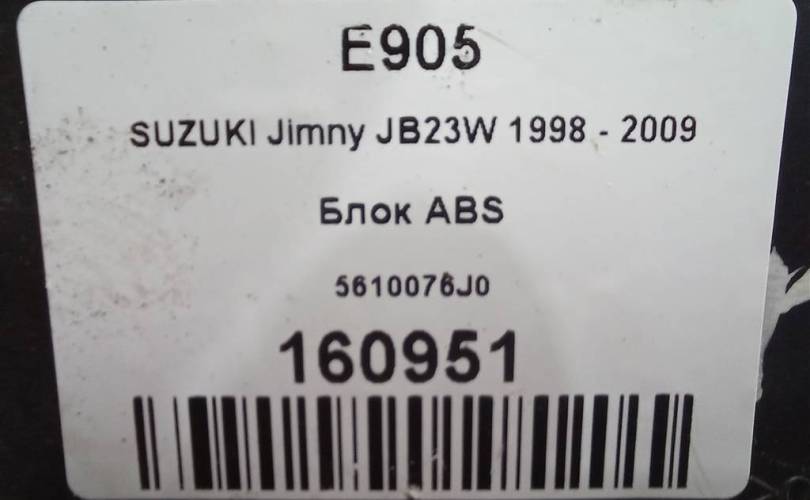 E905
SUZUKI Jimny JB23W 1998 - 2009
Блок ABS
5610076J0
160951